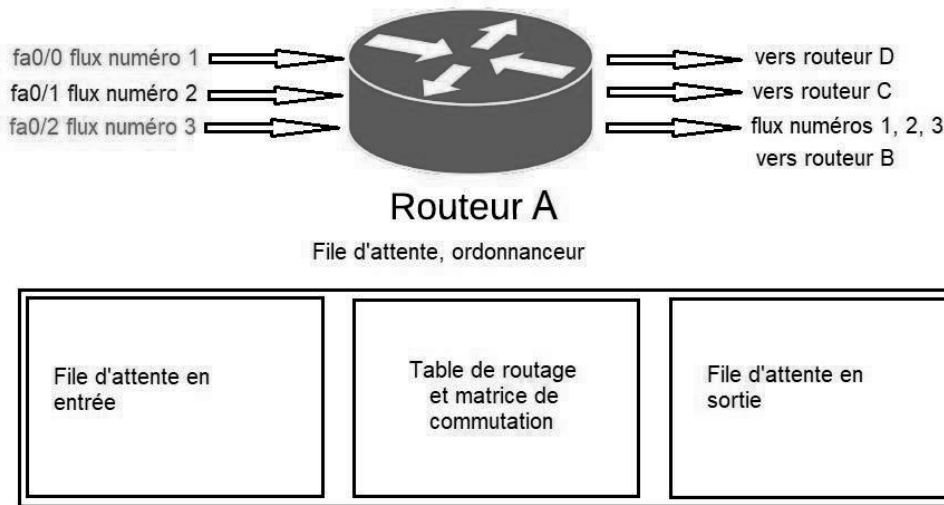 fa0/0 flux numéro 1
fa0/1 flux numéro 2
fa0/2 flux numéro 3
vers routeur D
vers routeur C
flux numéros 1, 2, 3
vers routeur B
Routeur A
File d'attente, ordonnanceur
File d'attente en
entrée
Table de routage
et matrice de
commutation
File d'attente en
sortie